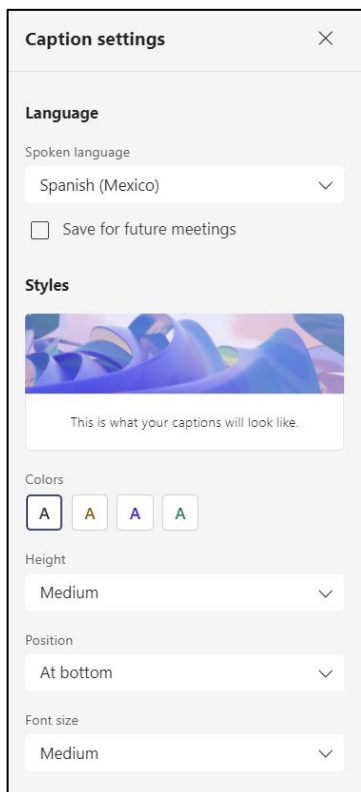 Caption settings
Language
Spoken language
Spanish (Mexico)
Save for future meetings
Styles
This is what your captions will look like.
Colors
A A A A
Height
Medium
Position
At bottom
Font size
Medium